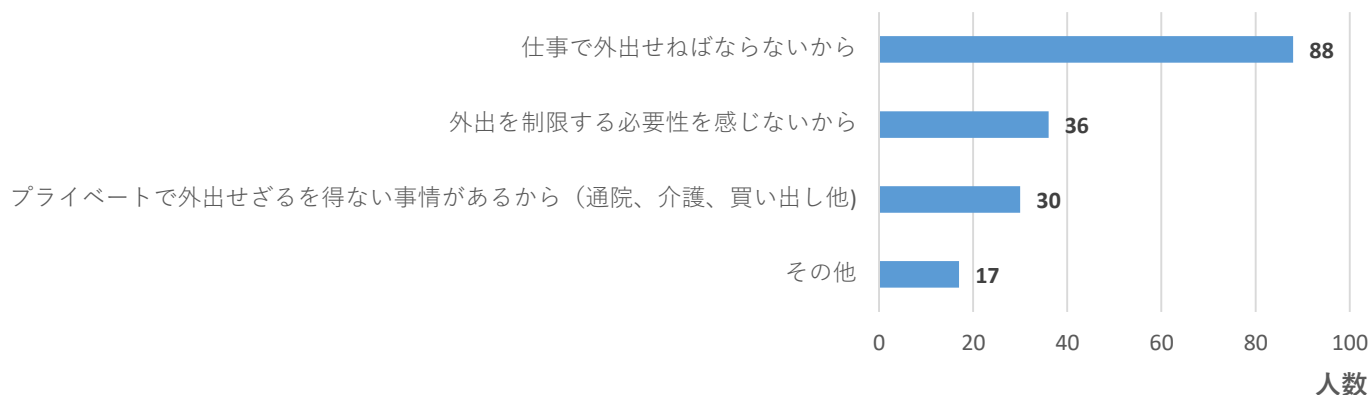 仕事で外出せねばならないから
88
外出を制限する必要性を感じないから
36
プライベートで外出せざるを得ない事情があるから（通院、介護、買い出し他)
30
その他
17
0 20 40 60 80 100
人数